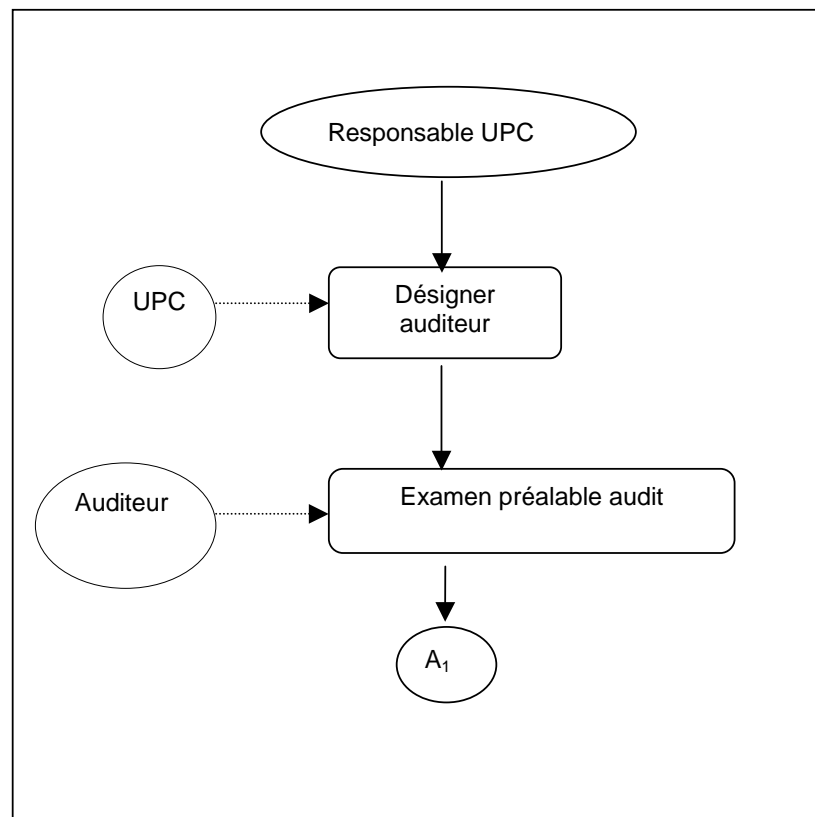 Responsable UPC
UPC
Désigner
auditeur
Auditeur
Examen préalable audit
A₁